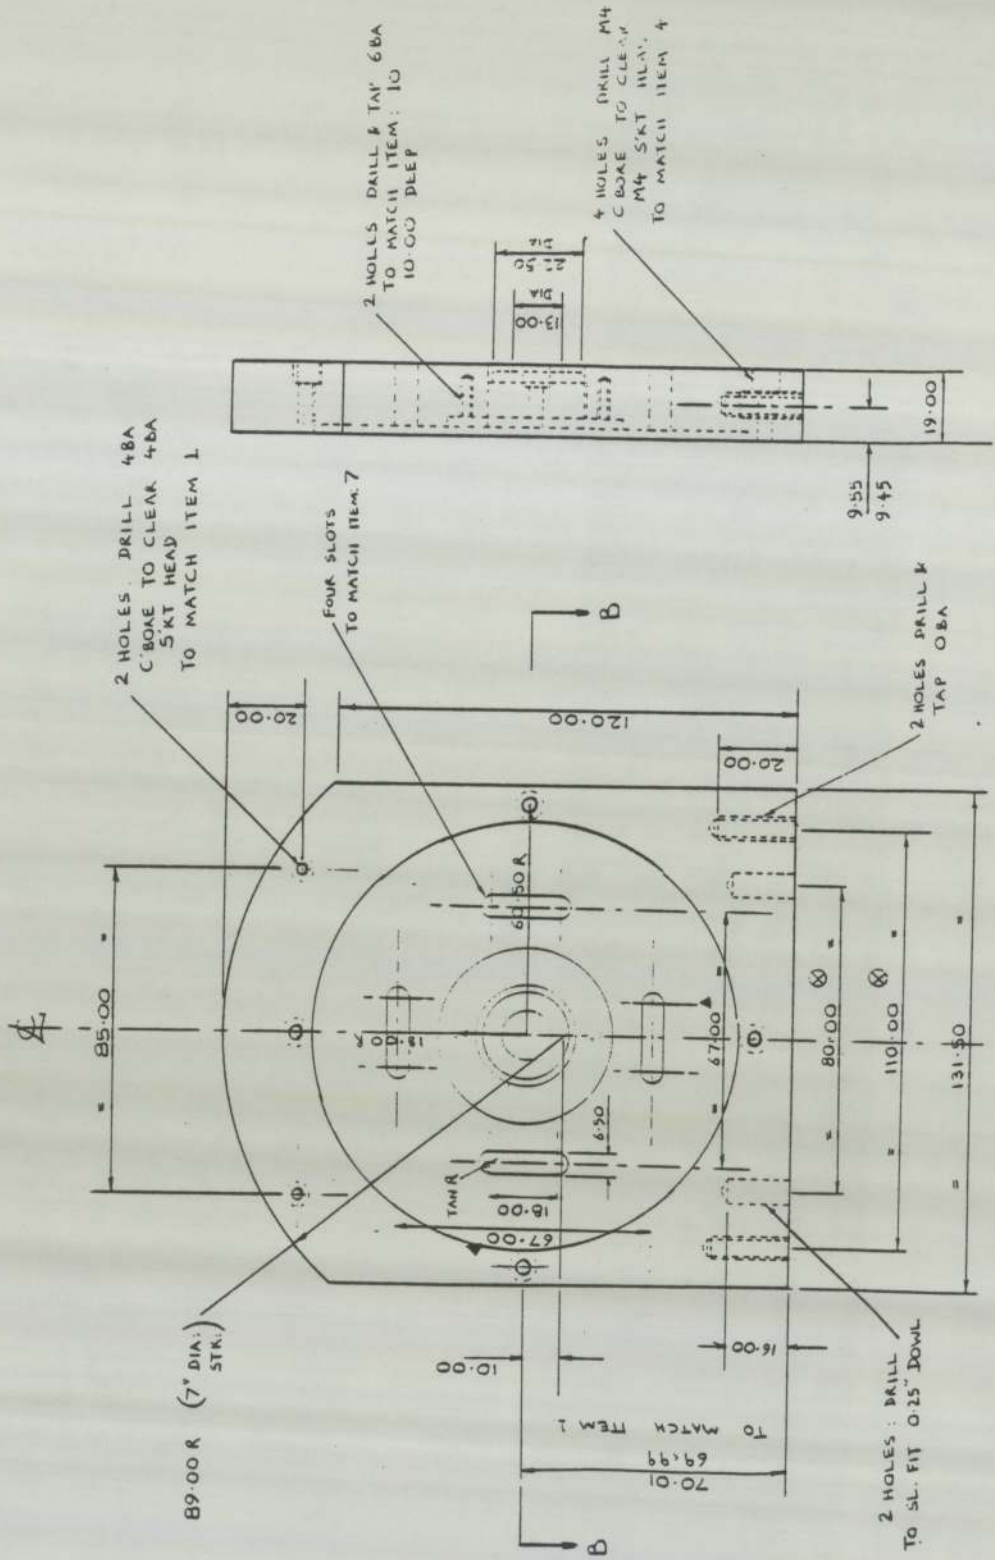 2 HOLES. DRILL 4BA
C'BORE TO CLEAR 4BA
S'KT HEAD
TO MATCH ITEM 1
2 HOLES DRILL & TAP 6BA
TO MATCH ITEM: 10
10.00 DEEP
4 HOLES DRILL M4
C'BORE TO CLEAR
M4 S'KT
TO MATCH ITEM 4
FOUR SLOTS
TO MATCH ITEM. 7
89.00 R (7" DIA:)
STK:)
= 85.00 =
20.00
120.00
20.00
B
B
60.50 R
18.00 R
TAN R
18.00
67.00
6.50
= 67.00 =
= 80.00 ⊗ =
= 110.00 ⊗ =
= 131.50 =
16.00
10.00
70.01
69.99
TO MATCH ITEM 1
2 HOLES: DRILL
TO SL. FIT 0.25" DOWL
2 HOLES DRILL &
TAP 0BA
22.50
DIA
13.00
DIA
9.55
9.45
19.00